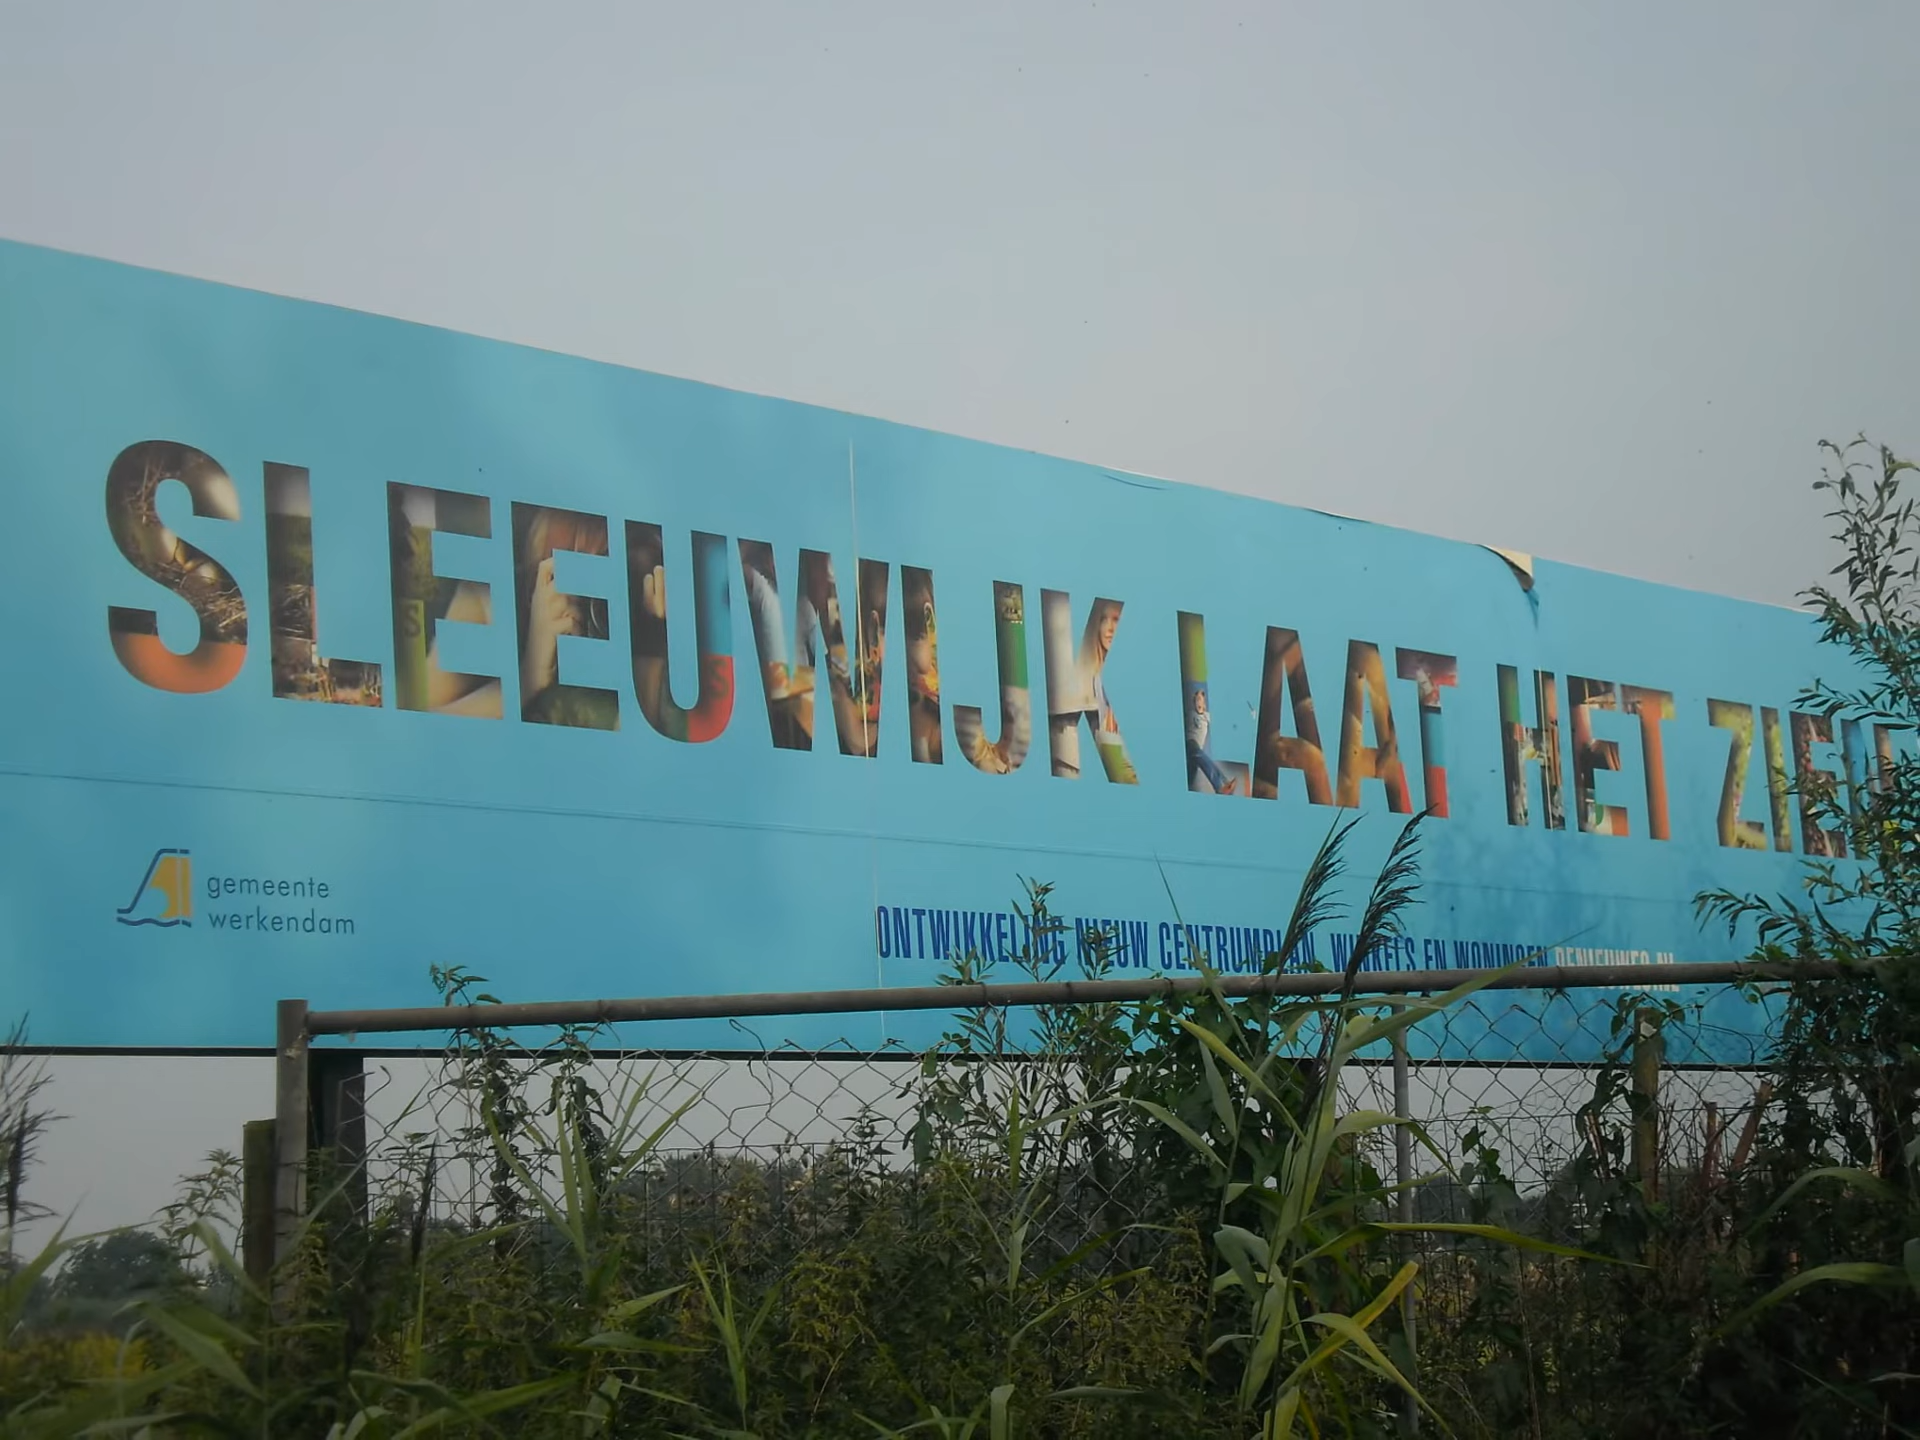 SLEEUWIJK LAAT HET ZIEN
gemeente
werkendam
ONTWIKKELING NIEUW CENTRUMPLAN, WINKELS EN WONINGEN